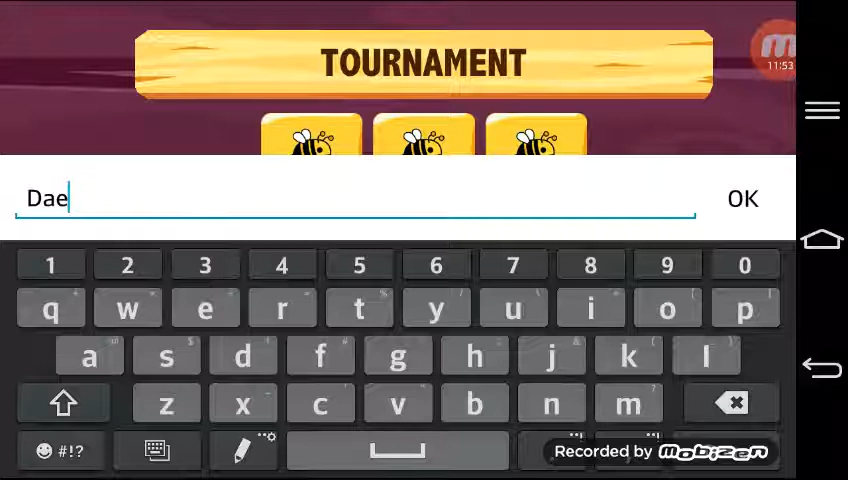 TOURNAMENT
11:53
Dae
OK
1 2 3 4 5 6 7 8 9 0
q w e r t y u i o p
a s d f g h j k l
z x c v b n m
#!?
Recorded by mobizen